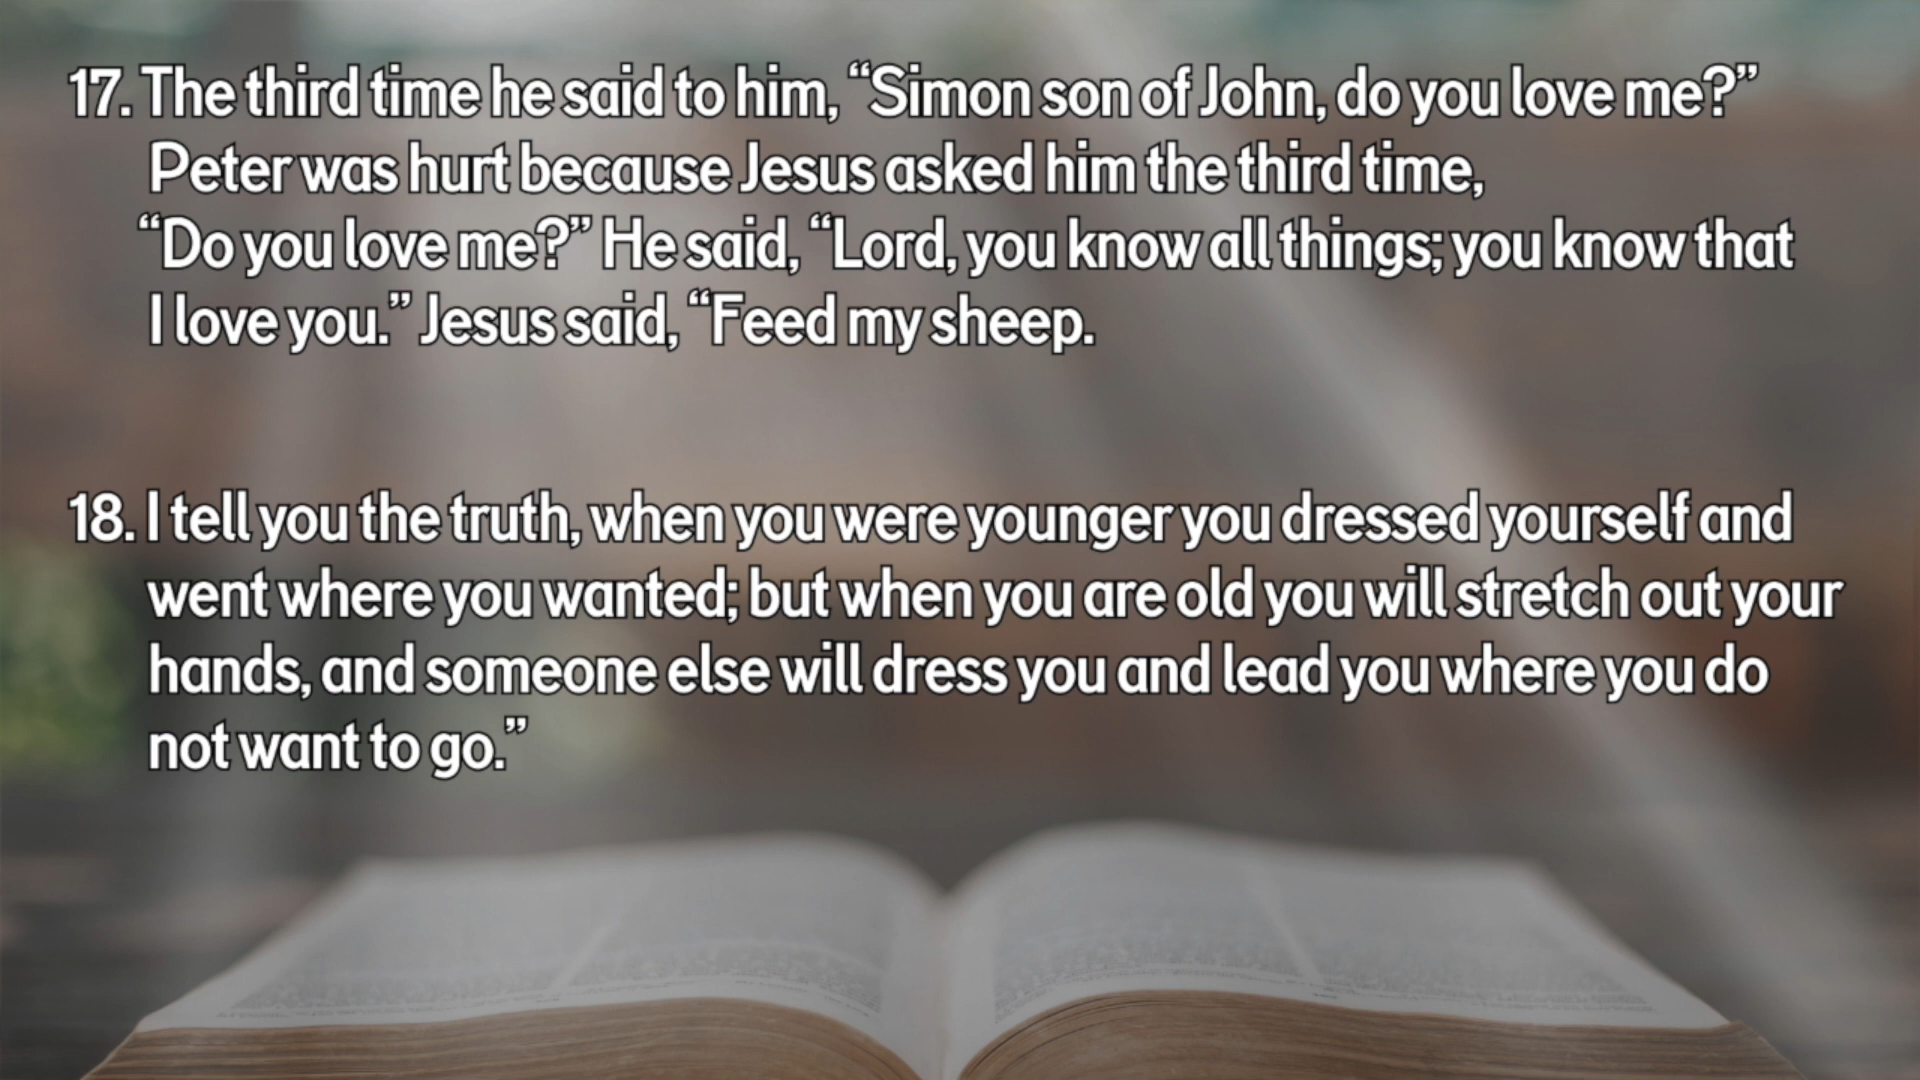 17. The third time he said to him, “Simon son of John, do you love me?”
Peter was hurt because Jesus asked him the third time,
“Do you love me?” He said, “Lord, you know all things; you know that
I love you.” Jesus said, “Feed my sheep.
18. I tell you the truth, when you were younger you dressed yourself and
went where you wanted; but when you are old you will stretch out your
hands, and someone else will dress you and lead you where you do
not want to go.”